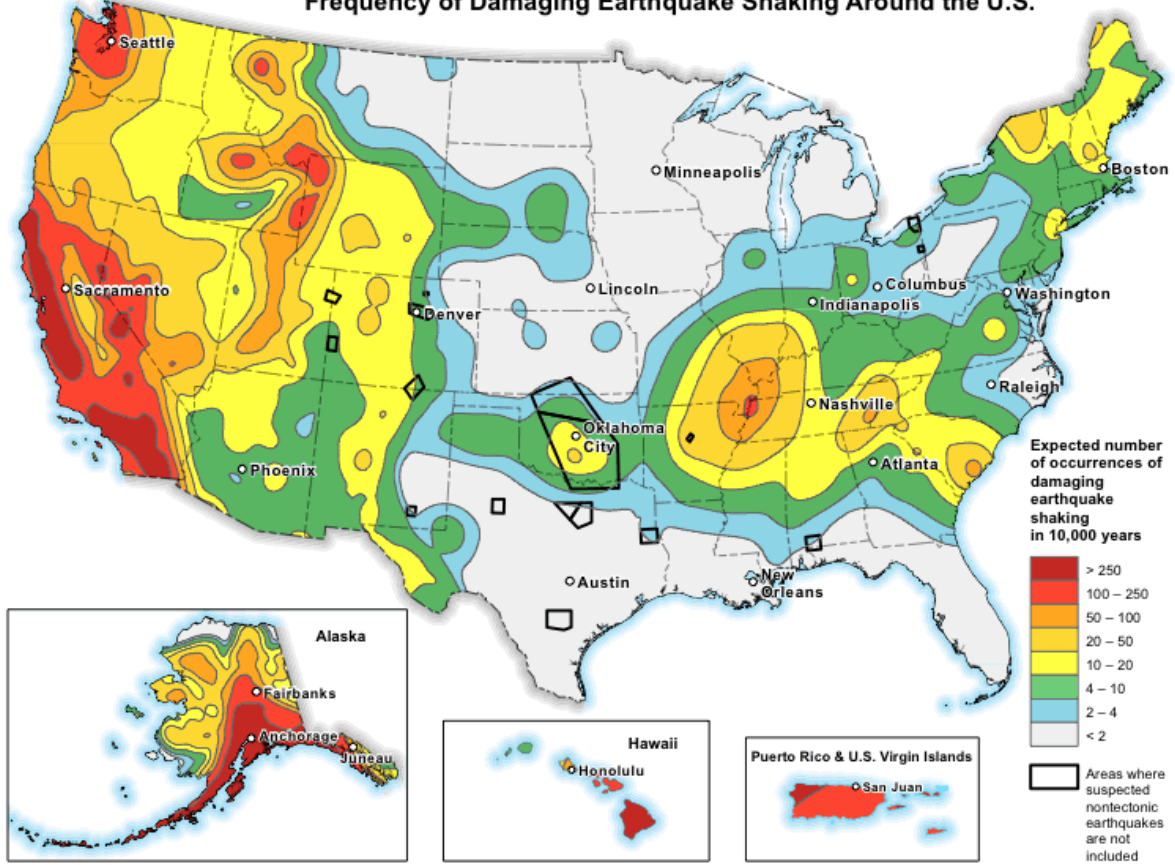 Frequency of Damaging Earthquake Shaking Around the U.S.
Seattle
Sacramento
Phoenix
Denver
Minneapolis
Lincoln
Oklahoma
City
Austin
New
Orleans
Indianapolis
Columbus
Nashville
Atlanta
Raleigh
Washington
Boston
Expected number
of occurrences of
damaging
earthquake
shaking
in 10,000 years
> 250
100 – 250
50 – 100
20 – 50
10 – 20
4 – 10
2 – 4
< 2
Areas where
suspected
nontectonic
earthquakes
are not
included
Alaska
Fairbanks
Anchorage
Juneau
Hawaii
Honolulu
Puerto Rico & U.S. Virgin Islands
San Juan